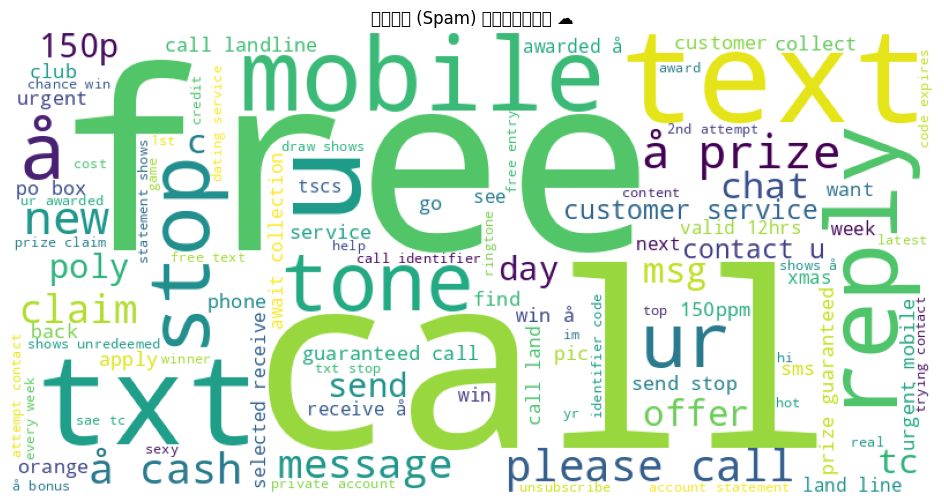 (Spam) ☁
150p
call landline
mobile
awarded å
customer
collect
text
club
chance win
urgent
award
credit
dating service
code expires
free
å
c
1st
cost
game
draw shows
free entry
2nd attempt
å prize
reply
po box
ur awarded
new
prize claim
statement shows
stop
u
tscs
go
see
content
chat
want
customer service
valid 12hrs
week
latest
service
help
call identifier
ringtone
next
contact u
free text
await collection
poly
tone
day
msg
shows å
xmas
claim
phone
find
win å
top
150ppm
back
shows unredeemed
im
identifier code
call land
ur
hi
sms
apply
winner
guaranteed call
pic
txt stop
send
win
send stop
hot
attempt contact
every week
txt
sae tc
selected receive
receive å
call
yr
offer
prize guaranteed
urgent mobile
trying contact
real
sexy
orange
å cash
message
please call
tc
å bonus
private account
unsubscribe
account statement
land line